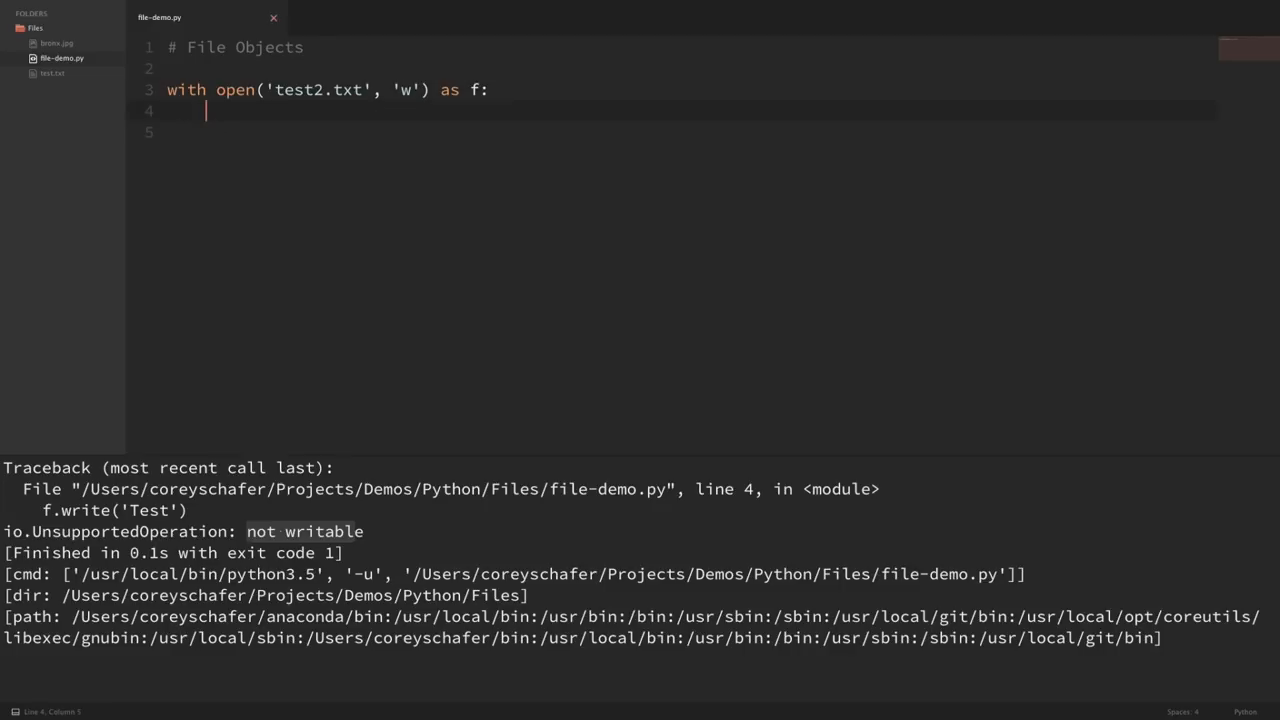 FOLDERS
Files
bronx.jpg
file-demo.py
test.txt
file-demo.py
1 # File Objects
2
3 with open('test2.txt', 'w') as f:
4
5
Traceback (most recent call last):
File "/Users/coreyschafer/Projects/Demos/Python/Files/file-demo.py", line 4, in <module>
f.write('Test')
io.UnsupportedOperation: not writable
[Finished in 0.1s with exit code 1]
[cmd: ['/usr/local/bin/python3.5', '-u', '/Users/coreyschafer/Projects/Demos/Python/Files/file-demo.py']]
[dir: /Users/coreyschafer/Projects/Demos/Python/Files]
[path: /Users/coreyschafer/anaconda/bin:/usr/local/bin:/usr/bin:/bin:/usr/sbin:/sbin:/usr/local/git/bin:/usr/local/opt/coreutils/
libexec/gnubin:/usr/local/sbin:/Users/coreyschafer/bin:/usr/local/bin:/usr/bin:/bin:/usr/sbin:/sbin:/usr/local/git/bin]
Line 4, Column 5
Spaces: 4
Python